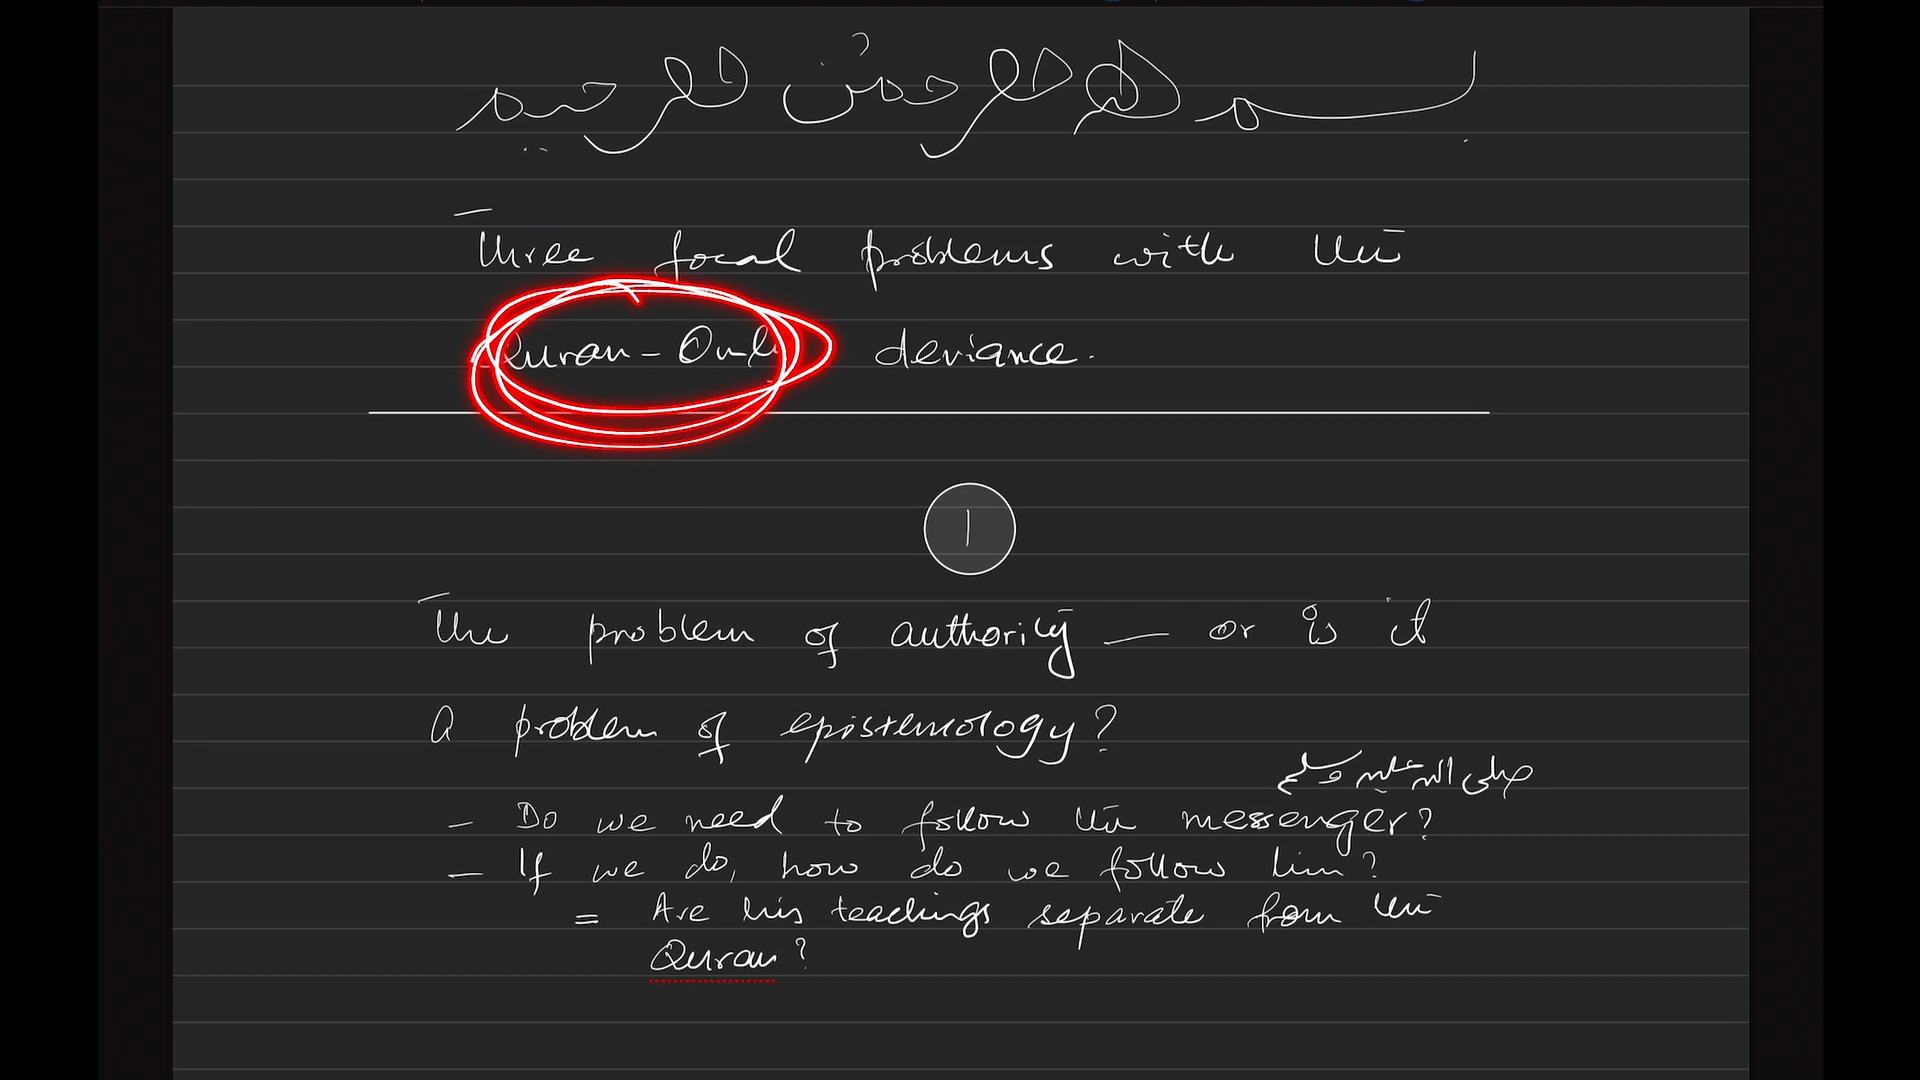 بسم الله الرحمن الرحيم
Three focal problems with the
Quran-Only deviance.
1
The problem of authority — or is it
a problem of epistemology?
صلى الله عليه وسلم
- Do we need to follow the messenger?
- If we do, how do we follow him?
= Are his teachings separate from the
Quran?